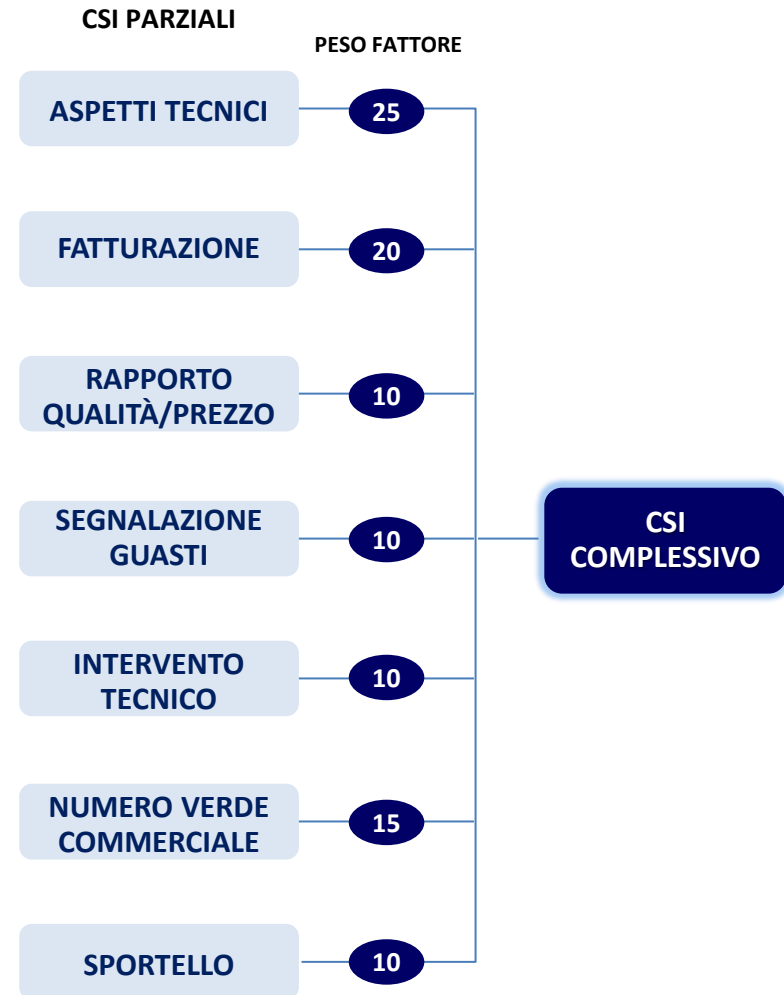 CSI PARZIALI
PESO FATTORE
ASPETTI TECNICI
25
FATTURAZIONE
20
RAPPORTO
QUALITÀ/PREZZO
10
SEGNALAZIONE
GUASTI
10
CSI
COMPLESSIVO
INTERVENTO
TECNICO
10
NUMERO VERDE
COMMERCIALE
15
SPORTELLO
10